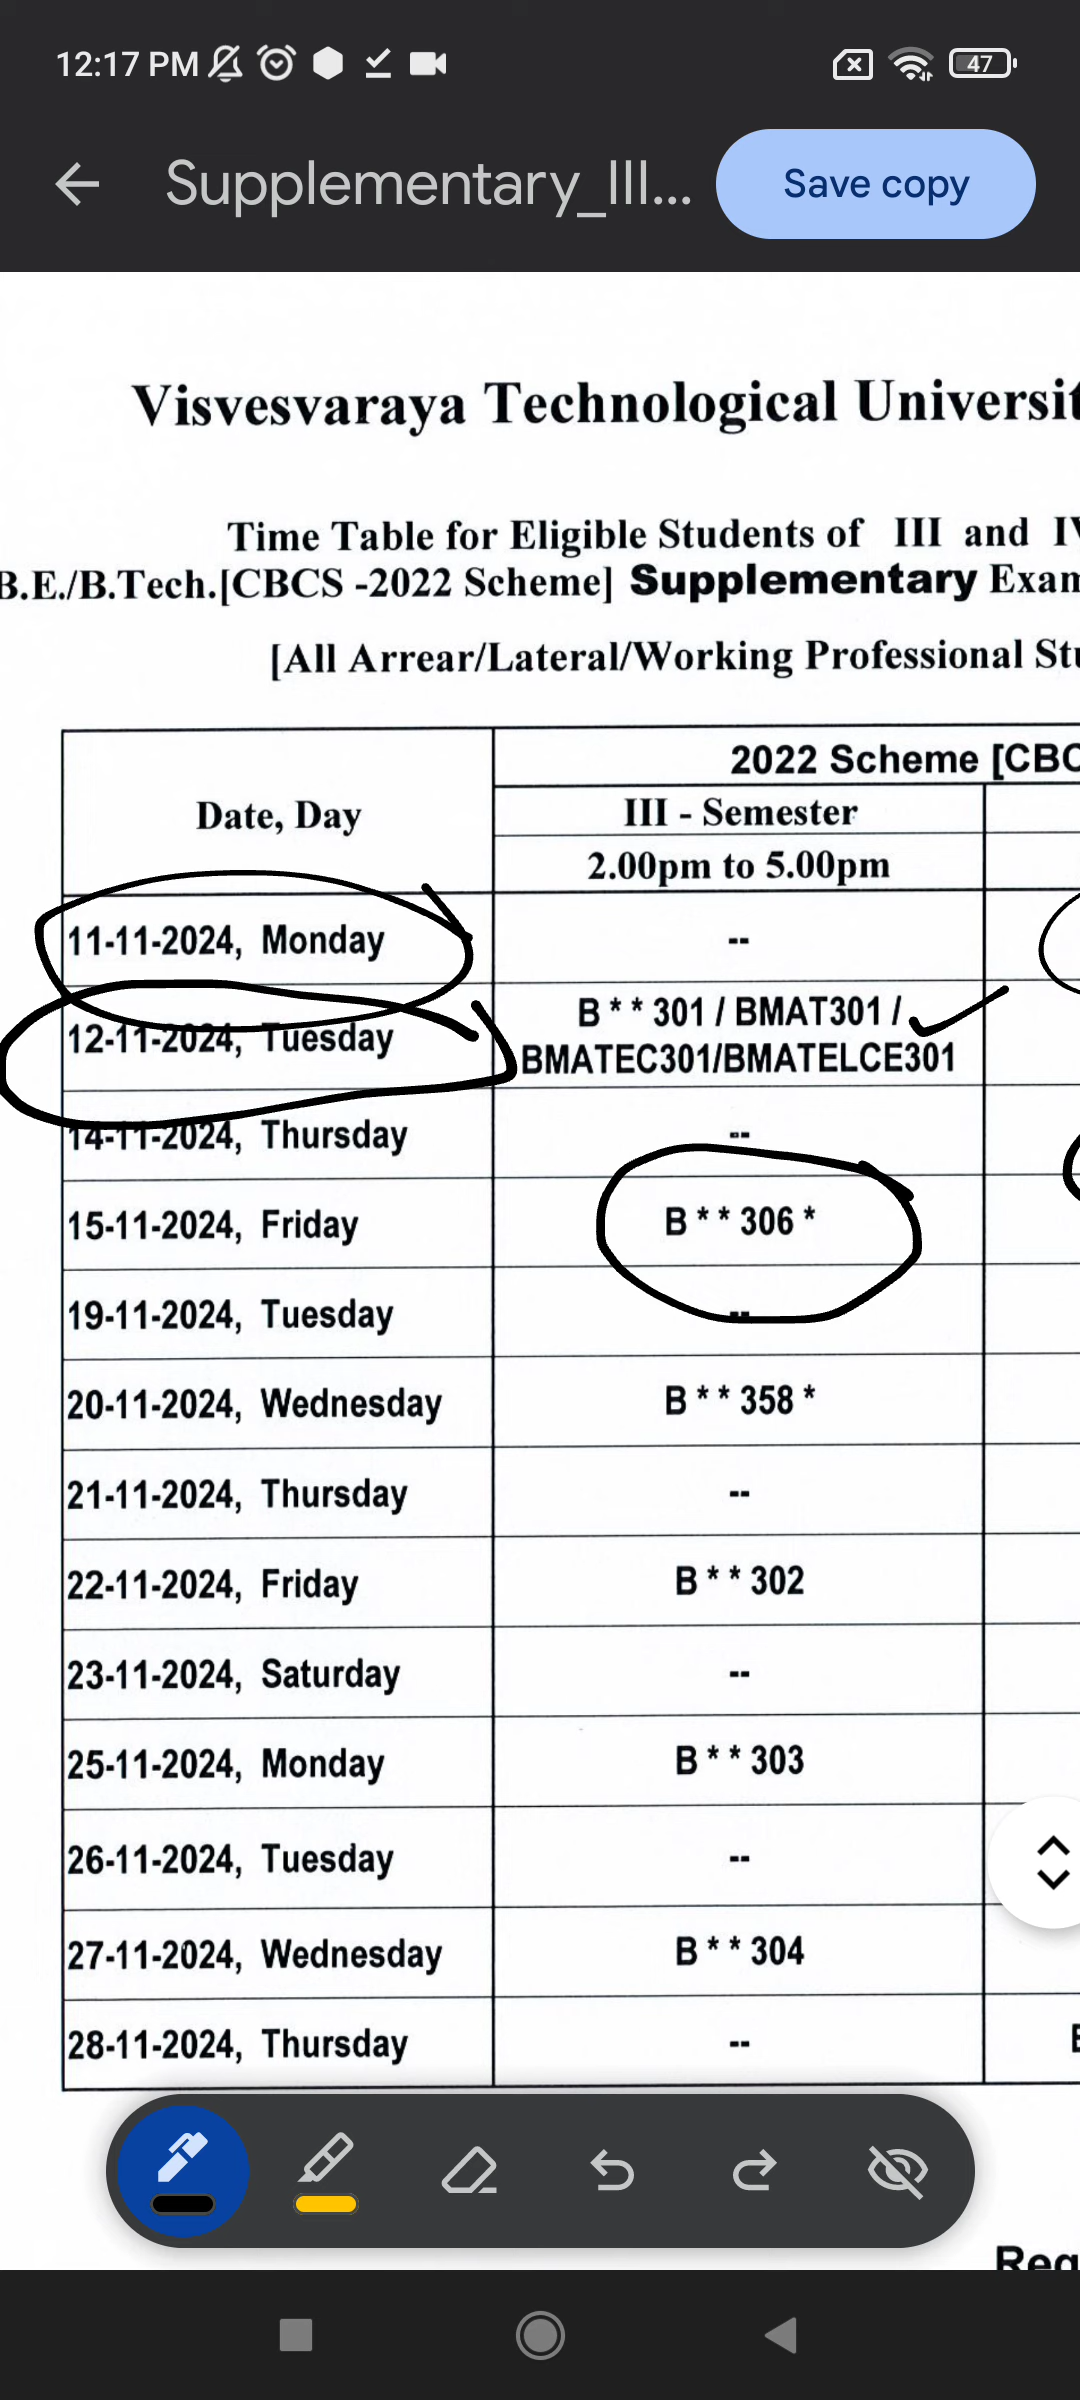 12:17 PM
47
Supplementary_III...
Save copy
Visvesvaraya Technological Universit
Time Table for Eligible Students of III and IV
B.E./B.Tech.[CBCS -2022 Scheme] Supplementary Exam
[All Arrear/Lateral/Working Professional Stu
2022 Scheme [CBC
Date, Day
III - Semester
2.00pm to 5.00pm
11-11-2024, Monday --
12-11-2024, Tuesday B * * 301 / BMAT301 /
BMATEC301/BMATELCE301
14-11-2024, Thursday --
15-11-2024, Friday B * * 306 *
19-11-2024, Tuesday --
20-11-2024, Wednesday B * * 358 *
21-11-2024, Thursday --
22-11-2024, Friday B * * 302
23-11-2024, Saturday --
25-11-2024, Monday B * * 303
26-11-2024, Tuesday --
27-11-2024, Wednesday B * * 304
28-11-2024, Thursday --
Reg